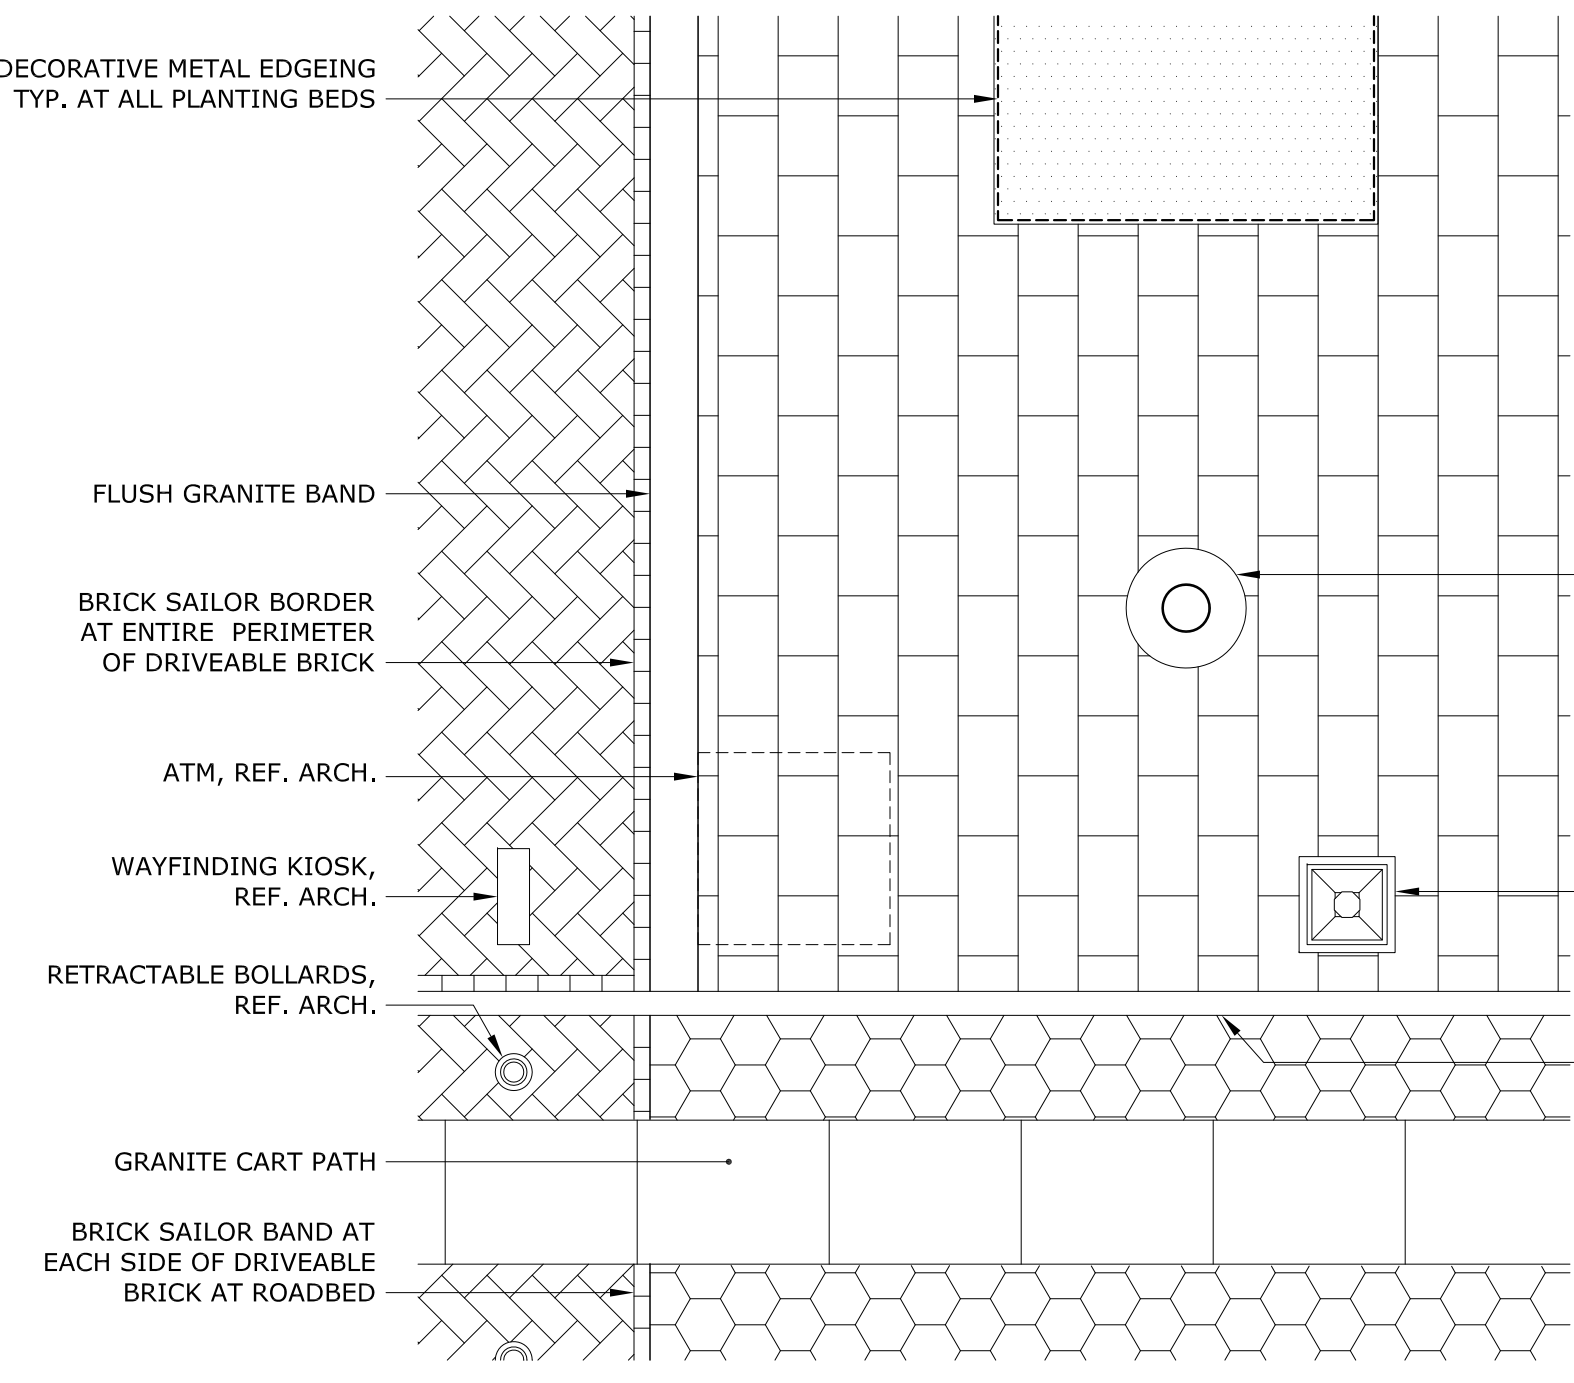 DECORATIVE METAL EDGEING
TYP. AT ALL PLANTING BEDS
FLUSH GRANITE BAND
BRICK SAILOR BORDER
AT ENTIRE PERIMETER
OF DRIVEABLE BRICK
ATM, REF. ARCH.
WAYFINDING KIOSK,
REF. ARCH.
RETRACTABLE BOLLARDS,
REF. ARCH.
GRANITE CART PATH
BRICK SAILOR BAND AT
EACH SIDE OF DRIVEABLE
BRICK AT ROADBED